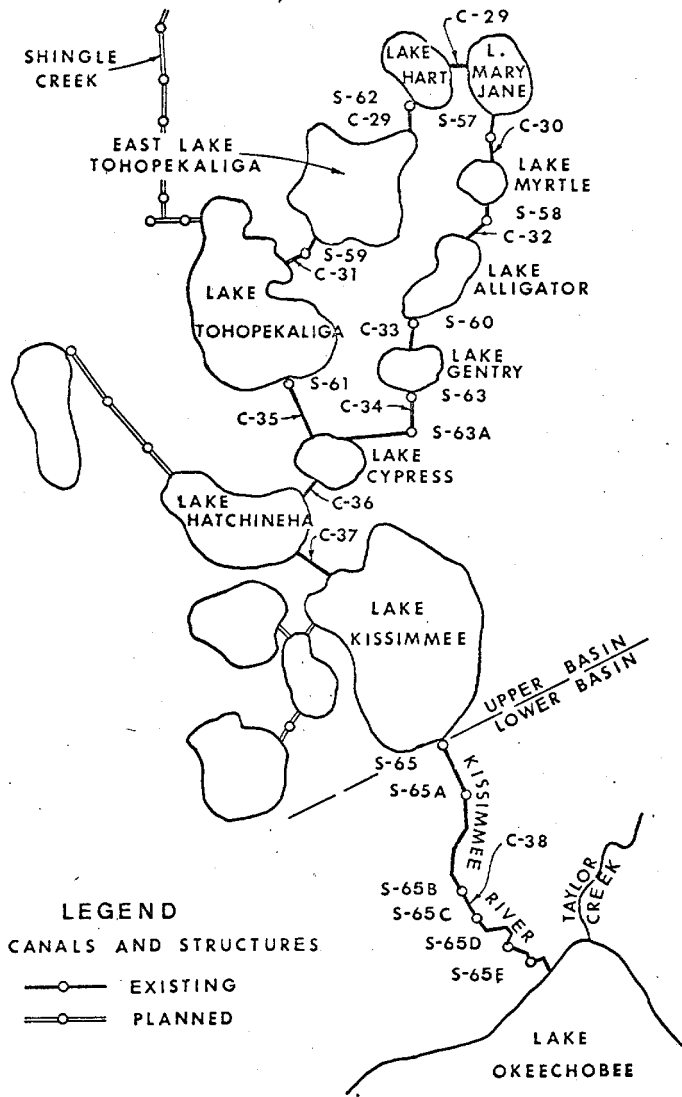 C-29
SHINGLE
CREEK
LAKE
HART
L.
MARY
JANE
S-62
C-29
S-57
C-30
EAST LAKE
TOHOPEKALIGA
LAKE
MYRTLE
S-58
C-32
S-59
C-31
LAKE
ALLIGATOR
LAKE
TOHOPEKALIGA
C-33
S-60
LAKE
GENTRY
S-61
S-63
C-35
C-34
S-63A
LAKE
CYPRESS
C-36
LAKE
HATCHINEHA
C-37
LAKE
KISSIMMEE
UPPER BASIN
LOWER BASIN
S-65
S-65A
KISSIMMEE
RIVER
C-38
TAYLOR
CREEK
S-65B
S-65C
S-65D
S-65E
LEGEND
CANALS AND STRUCTURES
EXISTING
PLANNED
LAKE
OKEECHOBEE